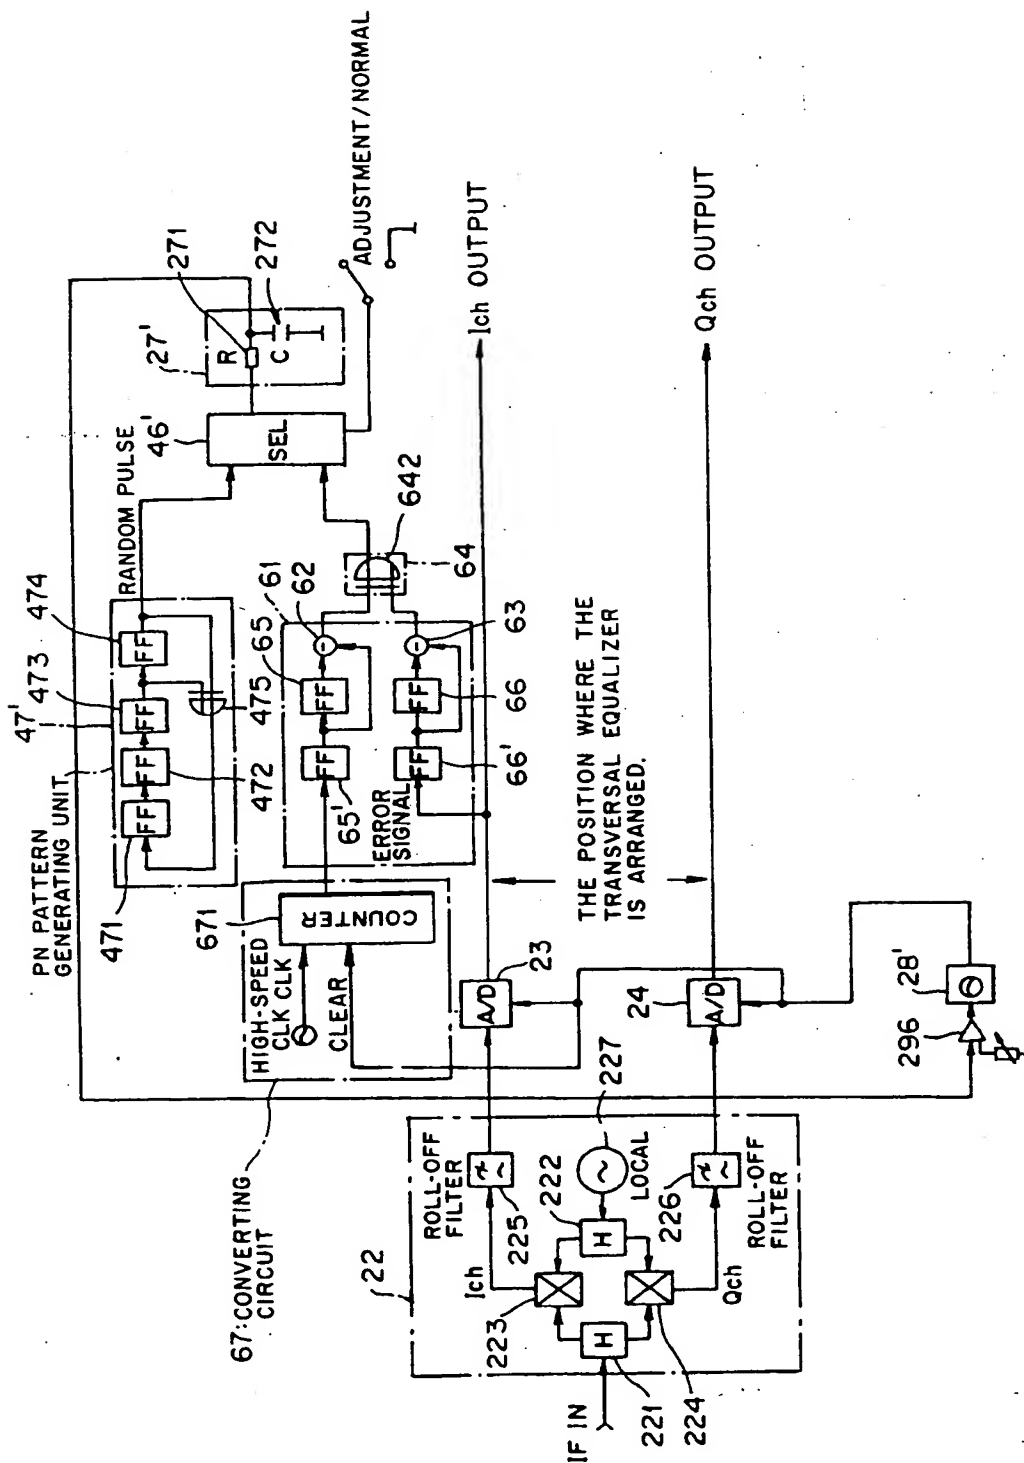 PN PATTERN
GENERATING UNIT
47'
473
474
RANDOM PULSE
FF
FF
FF
FF
471
472
475
46'
SEL
27'
R
C
271
272
ADJUSTMENT/NORMAL
65
61
62
FF
FF
65'
ERROR
SIGNAL
FF
FF
66'
66
63
64
642
HIGH-SPEED
CLK CLK
CLEAR
671
COUNTER
67:CONVERTING
CIRCUIT
22
ROLL-OFF
FILTER
225
Ich
223
222
H
227
LOCAL
IF IN
H
221
224
Qch
226
ROLL-OFF
FILTER
A/D
23
24
A/D
Ich OUTPUT
Qch OUTPUT
THE POSITION WHERE THE
TRANSVERSAL EQUALIZER
IS ARRANGED.
296
28'